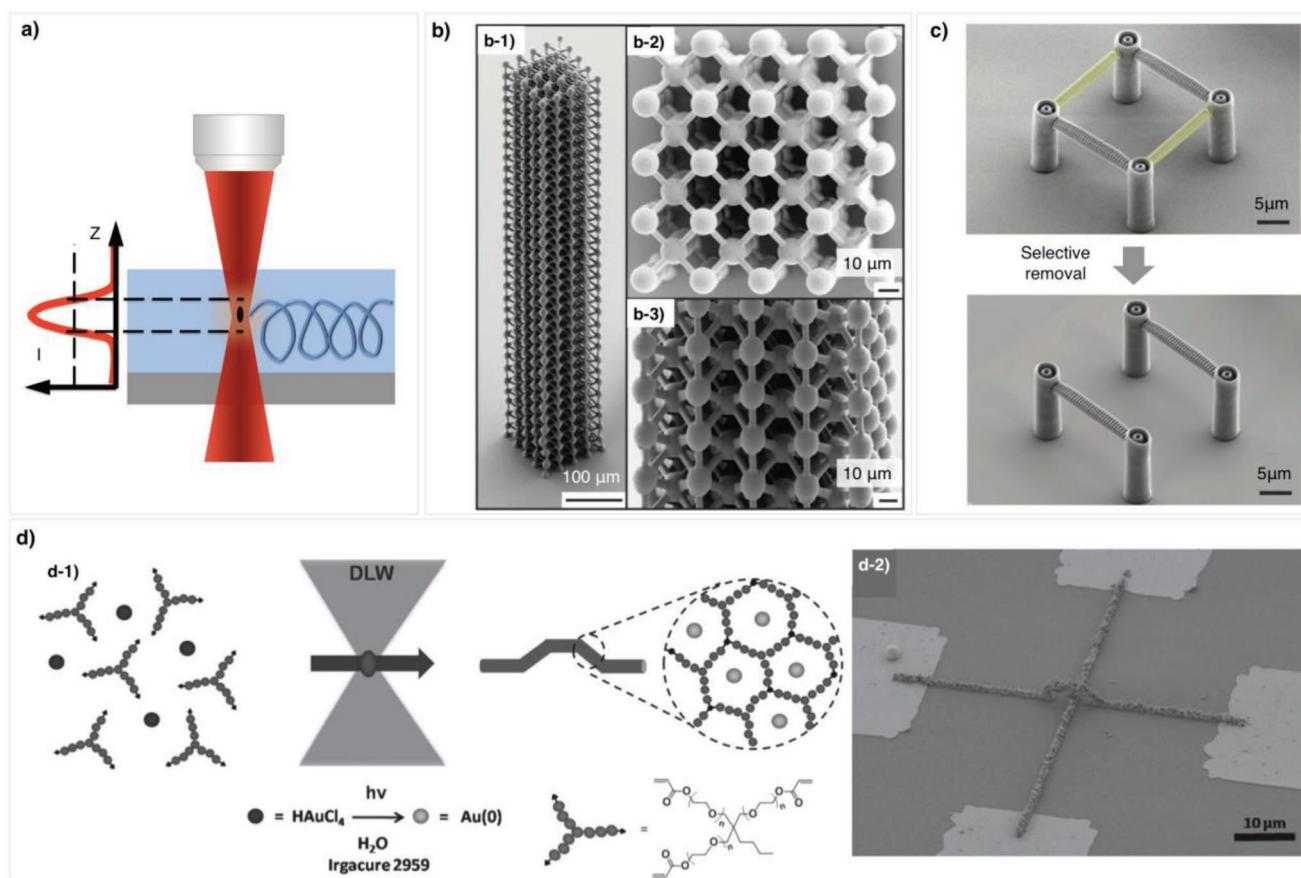 a)
Z
I
b)
b-1)
100 µm
b-2)
10 µm
b-3)
10 µm
c)
5µm
Selective
removal
5µm
d)
d-1)
DLW
hv
= HAuCl₄ → = Au(0)
H₂O
Irgacure 2959
=
O
O
O
n
O
n
O
O
O
O
n
O
d-2)
10 µm